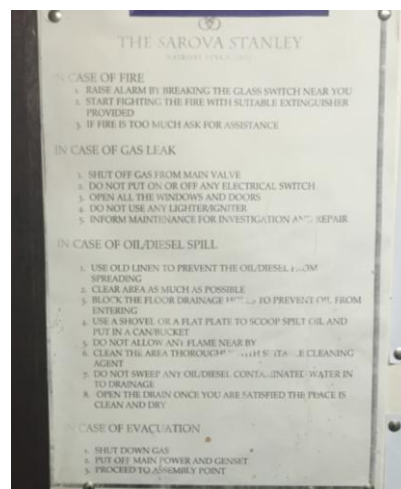 THE SAROVA STANLEY
IN CASE OF FIRE
1. RAISE ALARM BY BREAKING THE GLASS SWITCH NEAR YOU
2. START FIGHTING THE FIRE WITH SUITABLE EXTINGUISHER
PROVIDED
3. IF FIRE IS TOO MUCH ASK FOR ASSISTANCE
IN CASE OF GAS LEAK
1. SHUT OFF GAS FROM MAIN VALVE
2. DO NOT PUT ON OR OFF ANY ELECTRICAL SWITCH
3. OPEN ALL THE WINDOWS AND DOORS
4. DO NOT USE ANY LIGHTER/IGNITER
5. INFORM MAINTENANCE FOR INVESTIGATION AND REPAIR
IN CASE OF OIL/DIESEL SPILL
1. USE OLD LINEN TO PREVENT THE OIL/DIESEL FROM
SPREADING
2. CLEAR AREA AS MUCH AS POSSIBLE
3. BLOCK THE FLOOR DRAINAGE TO PREVENT OIL FROM
ENTERING
4. USE A SHOVEL OR A FLAT PLATE TO SCOOP SPILT OIL AND
PUT IN A CAN/BUCKET
5. DO NOT ALLOW ANY FLAME NEAR BY
6. CLEAN THE AREA THOROUGHLY WITH SUITABLE CLEANING
AGENT
7. DO NOT SWEEP ANY OIL/DIESEL CONTAMINATED WATER IN
TO DRAINAGE
8. OPEN THE DRAIN ONCE YOU ARE SATISFIED THE PLACE IS
CLEAN AND DRY
IN CASE OF EVACUATION
1. SHUT DOWN GAS
2. PUT OFF MAIN POWER AND GENSET
3. PROCEED TO ASSEMBLY POINT